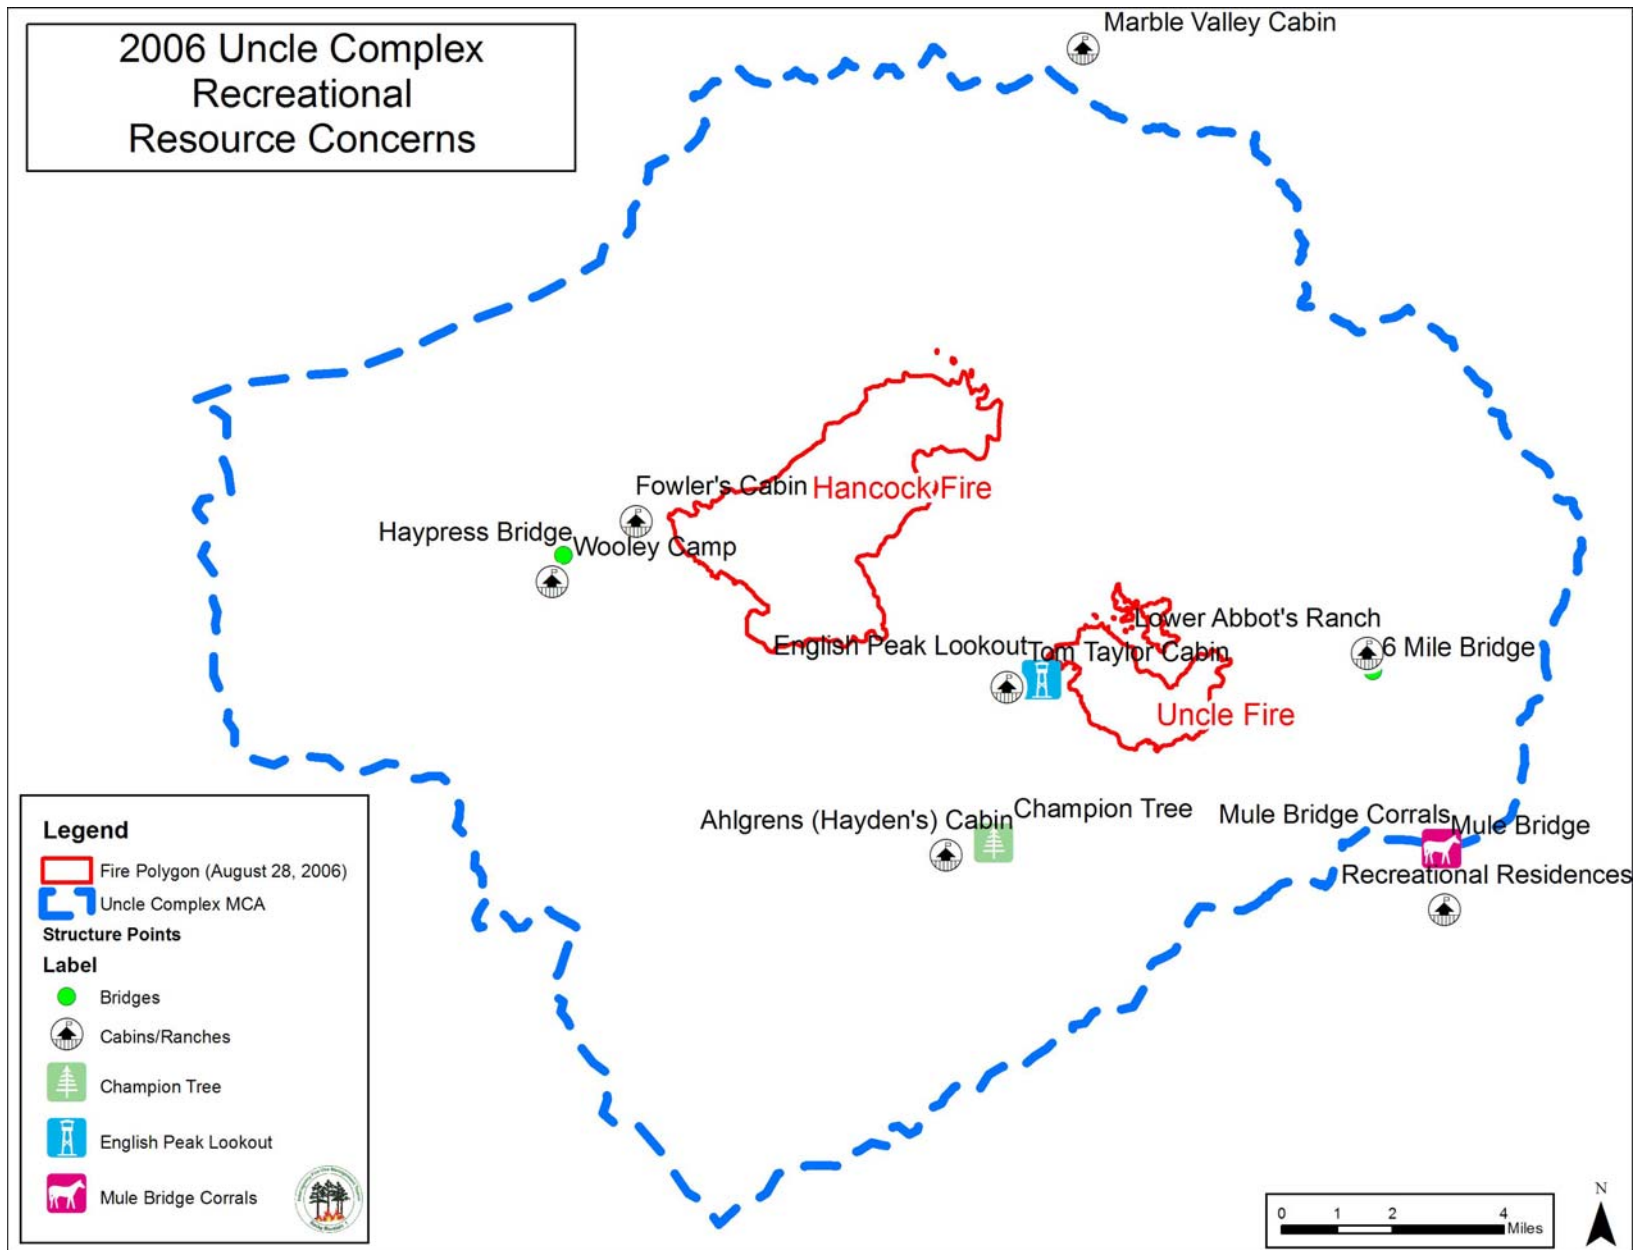 2006 Uncle Complex
Recreational
Resource Concerns
Marble Valley Cabin
Fowler's Cabin
Hancock Fire
Haypress Bridge
Wooley Camp
Lower Abbot's Ranch
English Peak Lookout
Tom Taylor Cabin
6 Mile Bridge
Uncle Fire
Ahlgrens (Hayden's) Cabin
Champion Tree
Mule Bridge Corrals
Mule Bridge
Recreational Residences
Legend
Fire Polygon (August 28, 2006)
Uncle Complex MCA
Structure Points
Label
Bridges
Cabins/Ranches
Champion Tree
English Peak Lookout
Mule Bridge Corrals
N
0 1 2 4
Miles